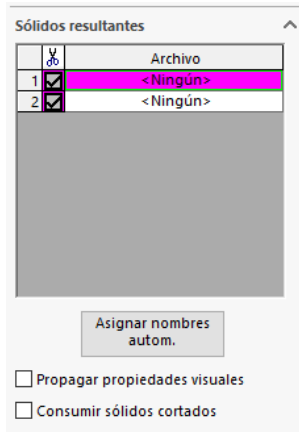 Sólidos resultantes
Archivo
1 <Ningún>
2 <Ningún>
Asignar nombres
autom.
Propagar propiedades visuales
Consumir sólidos cortados